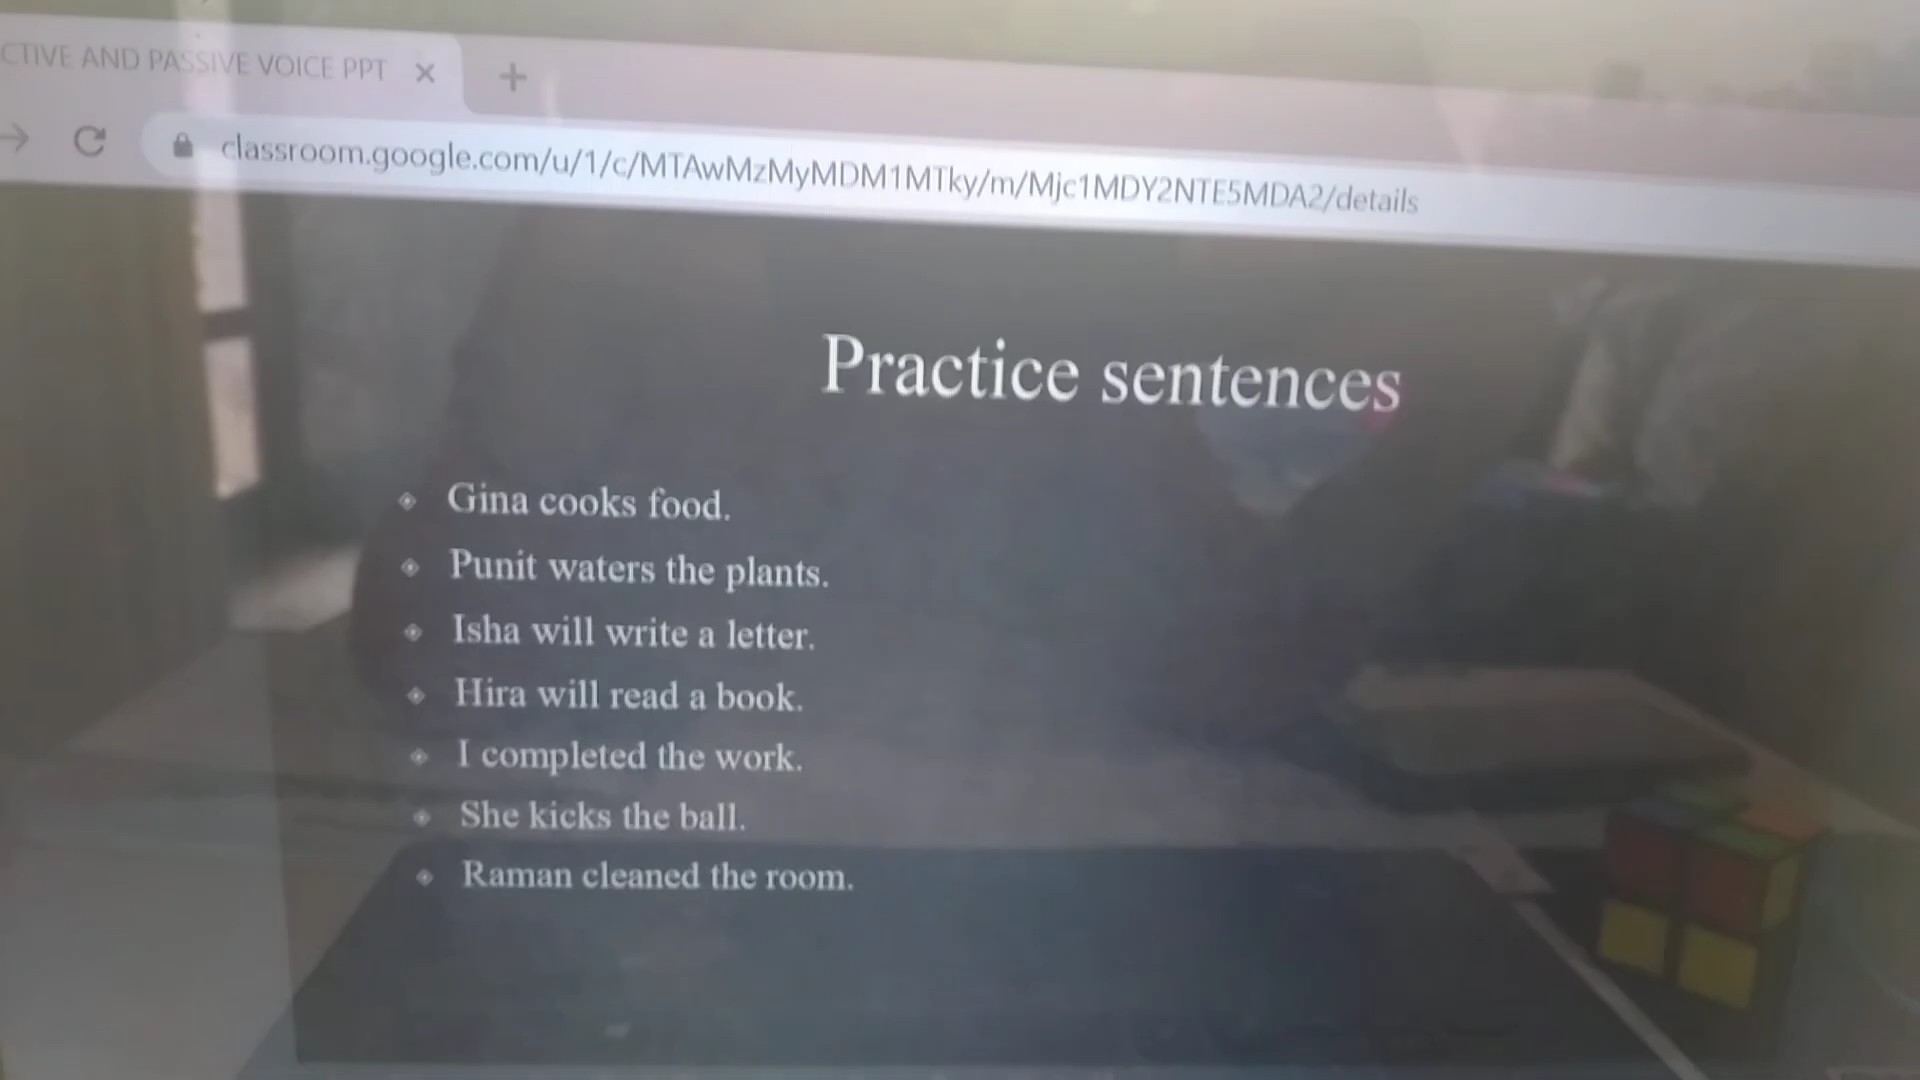 CTIVE AND PASSIVE VOICE PPT
classroom.google.com/u/1/c/MTAwMzMyMDM1MTky/m/Mjc1MDY2NTE5MDA2/details
Practice sentences
Gina cooks food.
Punit waters the plants.
Isha will write a letter.
Hira will read a book.
I completed the work.
She kicks the ball.
Raman cleaned the room.